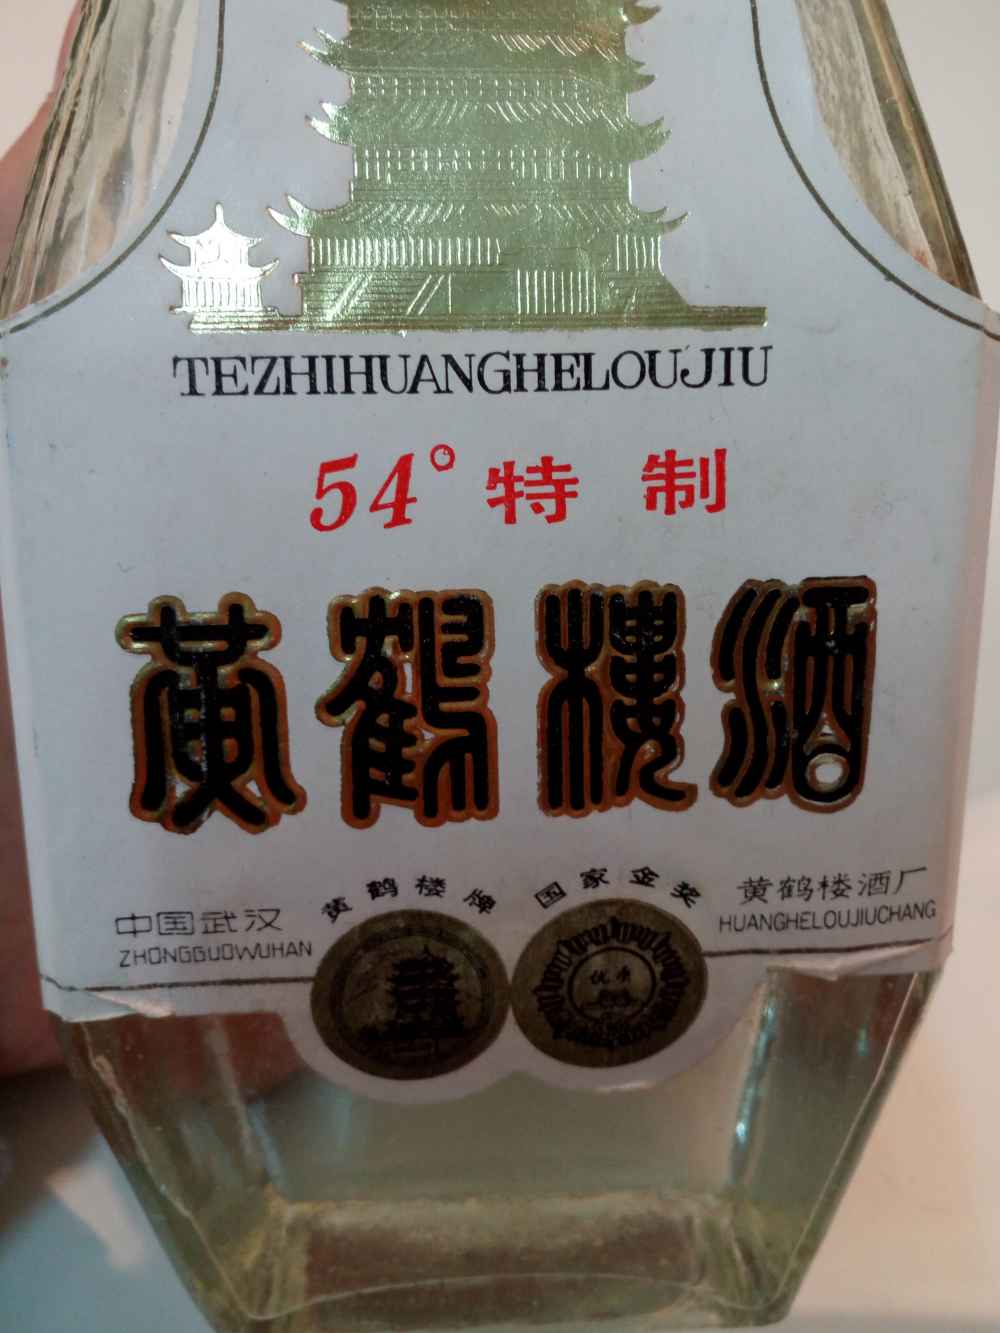 TEZHIHUANGHELOUJIU
54°特制
黄鹤樓酒
黄鹤楼牌 国家金奖
中国武汉
ZHONGGUOWUHAN
黄鹤楼酒厂
HUANGHELOUJIUCHANG